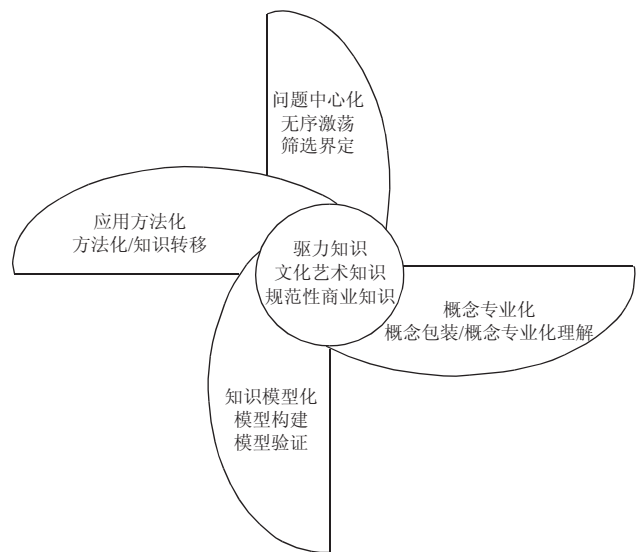 问题中心化
无序激荡
筛选界定
应用方法化
方法化/知识转移
驱力知识
文化艺术知识
规范性商业知识
概念专业化
概念包装/概念专业化理解
知识模型化
模型构建
模型验证